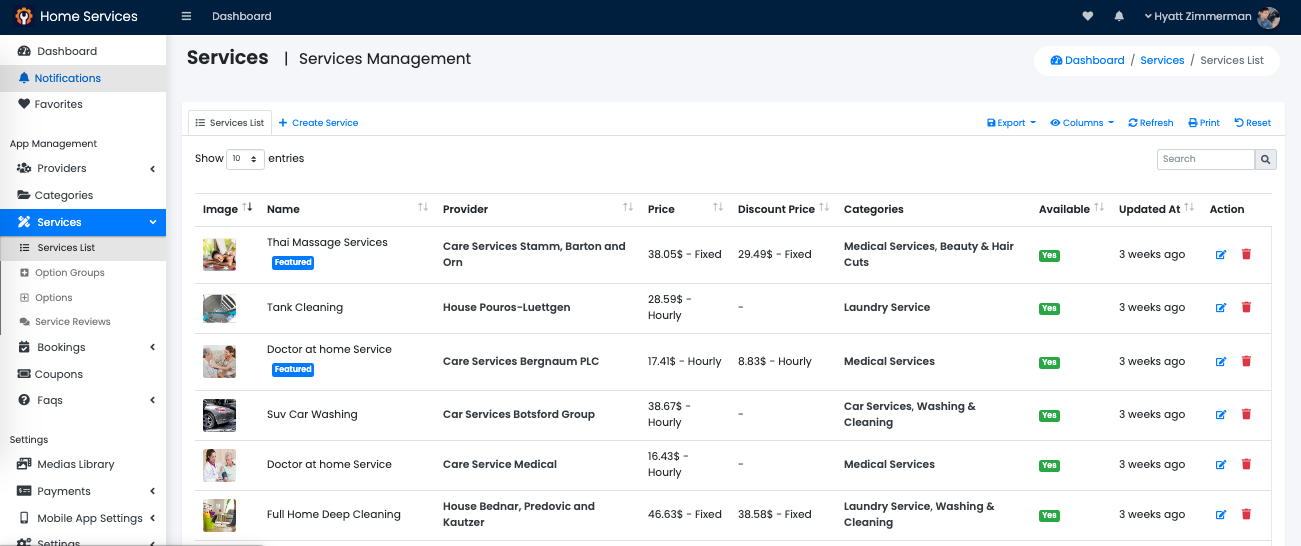 Home Services
Dashboard
Hyatt Zimmerman
Dashboard
Notifications
Favorites
App Management
Providers
Categories
Services
Services List
Option Groups
Options
Service Reviews
Bookings
Coupons
Faqs
Settings
Medias Library
Payments
Mobile App Settings
Settings
Services | Services Management
Dashboard / Services / Services List
Services List
Create Service
Export
Columns
Refresh
Print
Reset
Show 10 entries
Search
Image Name Provider Price Discount Price Categories Available Updated At Action
Thai Massage Services
Featured
Care Services Stamm, Barton and
Orn
38.05$ - Fixed
29.49$ - Fixed
Medical Services, Beauty & Hair
Cuts
Yes
3 weeks ago
Tank Cleaning
House Pouros-Luettgen
28.59$ -
Hourly
-
Laundry Service
Yes
3 weeks ago
Doctor at home Service
Featured
Care Services Bergnaum PLC
17.41$ - Hourly
8.83$ - Hourly
Medical Services
Yes
3 weeks ago
Suv Car Washing
Car Services Botsford Group
38.67$ -
Hourly
-
Car Services, Washing &
Cleaning
Yes
3 weeks ago
Doctor at home Service
Care Service Medical
16.43$ -
Hourly
-
Medical Services
Yes
3 weeks ago
Full Home Deep Cleaning
House Bednar, Predovic and
Kautzer
46.63$ - Fixed
38.58$ - Fixed
Laundry Service, Washing &
Cleaning
Yes
3 weeks ago